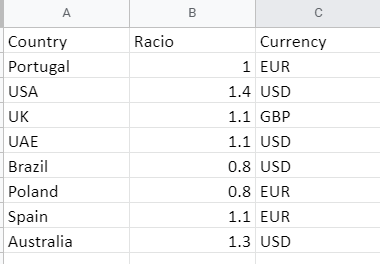 A B C
Country Racio Currency
Portugal 1 EUR
USA 1.4 USD
UK 1.1 GBP
UAE 1.1 USD
Brazil 0.8 USD
Poland 0.8 EUR
Spain 1.1 EUR
Australia 1.3 USD